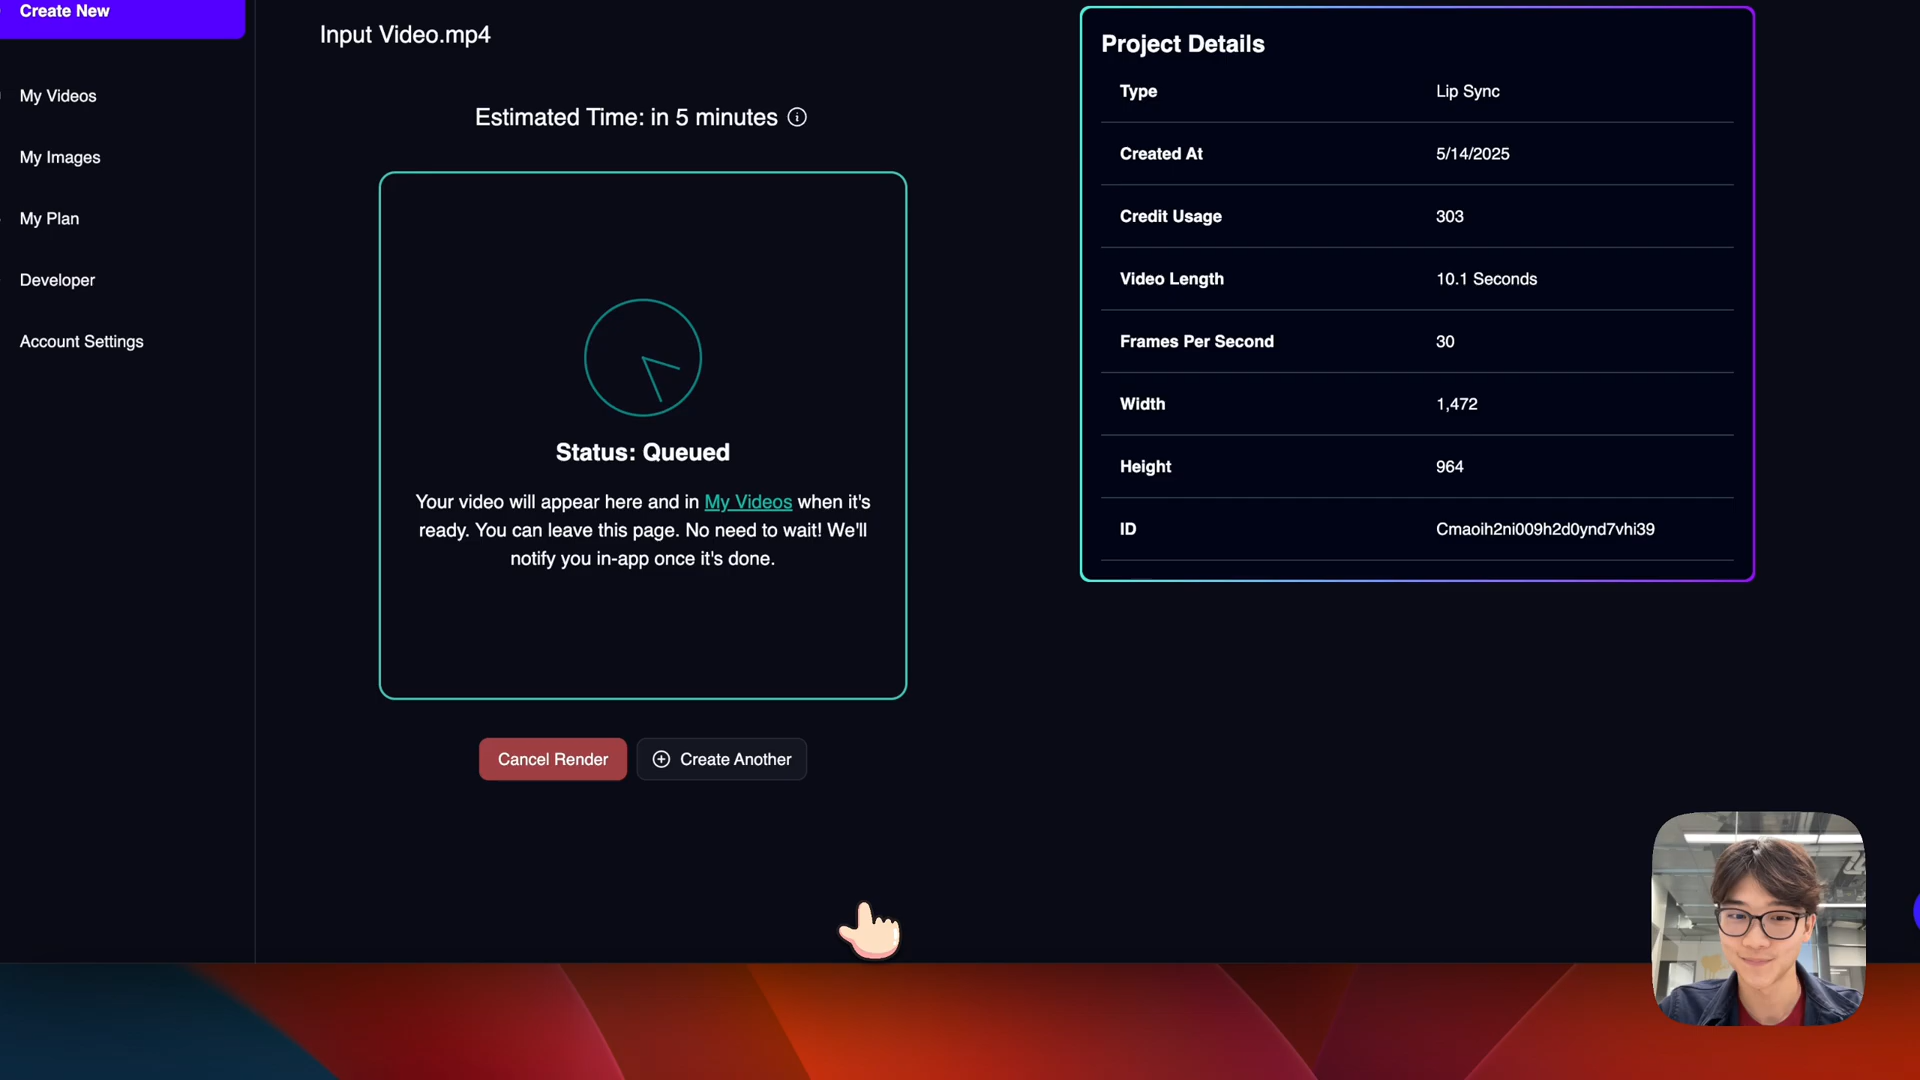 Create New
My Videos
My Images
My Plan
Developer
Account Settings
Input Video.mp4
Estimated Time: in 5 minutes
Status: Queued
Your video will appear here and in My Videos when it's
ready. You can leave this page. No need to wait! We'll
notify you in-app once it's done.
Cancel Render
Create Another
Project Details
Type Lip Sync
Created At 5/14/2025
Credit Usage 303
Video Length 10.1 Seconds
Frames Per Second 30
Width 1,472
Height 964
ID Cmaoih2ni009h2d0ynd7vhi39